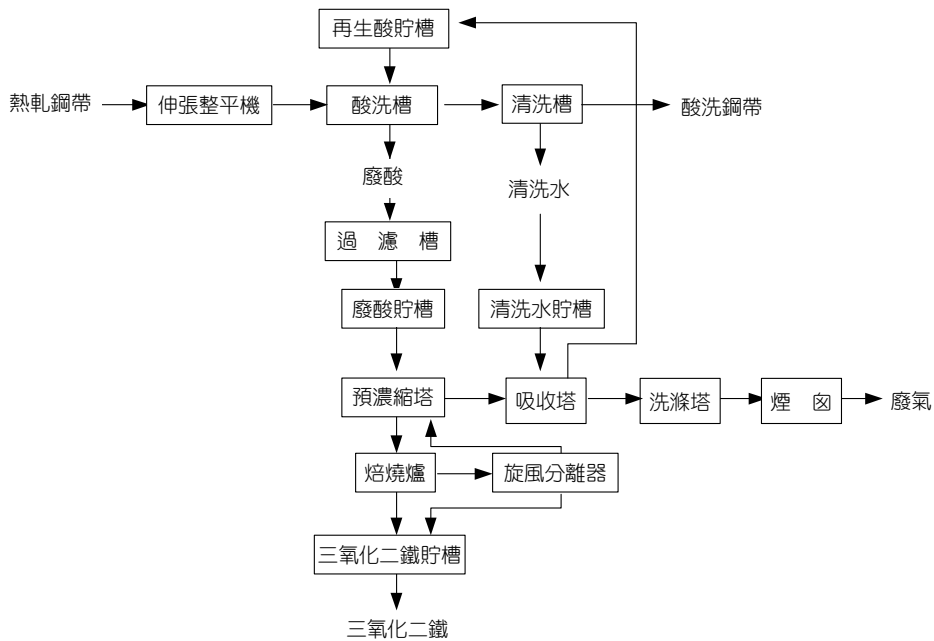 再生酸貯槽
熱軋鋼帶
伸張整平機
酸洗槽
清洗槽
酸洗鋼帶
廢酸
清洗水
過 濾 槽
廢酸貯槽
清洗水貯槽
預濃縮塔
吸收塔
洗滌塔
煙 囪
廢氣
焙燒爐
旋風分離器
三氧化二鐵貯槽
三氧化二鐵